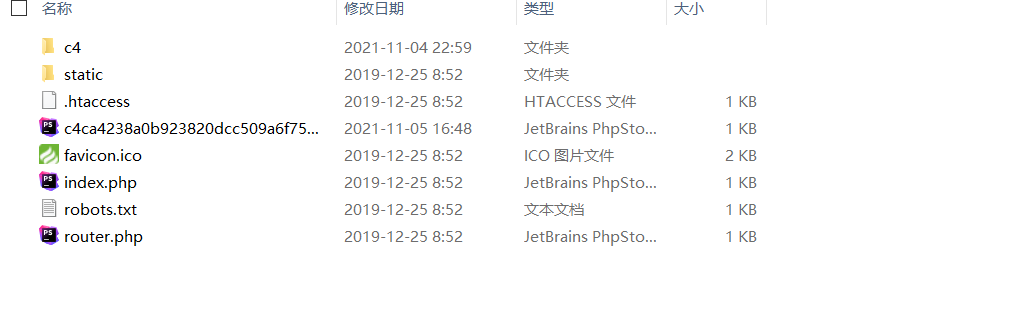 名称 修改日期 类型 大小
c4 2021-11-04 22:59 文件夹
static 2019-12-25 8:52 文件夹
.htaccess 2019-12-25 8:52 HTACCESS 文件 1 KB
c4ca4238a0b923820dcc509a6f75... 2021-11-05 16:48 JetBrains PhpSto... 1 KB
favicon.ico 2019-12-25 8:52 ICO 图片文件 2 KB
index.php 2019-12-25 8:52 JetBrains PhpSto... 1 KB
robots.txt 2019-12-25 8:52 文本文档 1 KB
router.php 2019-12-25 8:52 JetBrains PhpSto... 1 KB